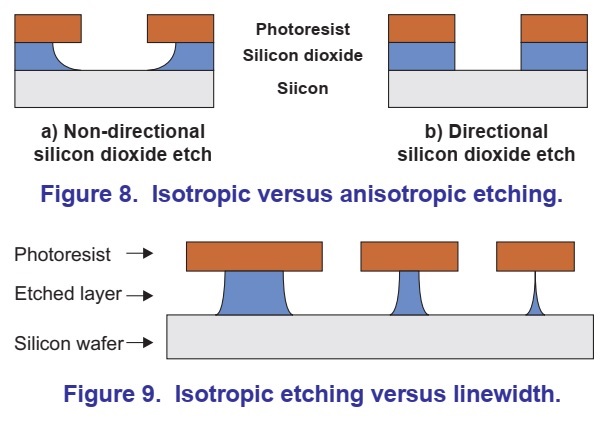 Photoresist
Silicon dioxide
Siicon
a) Non-directional
silicon dioxide etch
b) Directional
silicon dioxide etch
Figure 8. Isotropic versus anisotropic etching.
Photoresist
Etched layer
Silicon wafer
Figure 9. Isotropic etching versus linewidth.